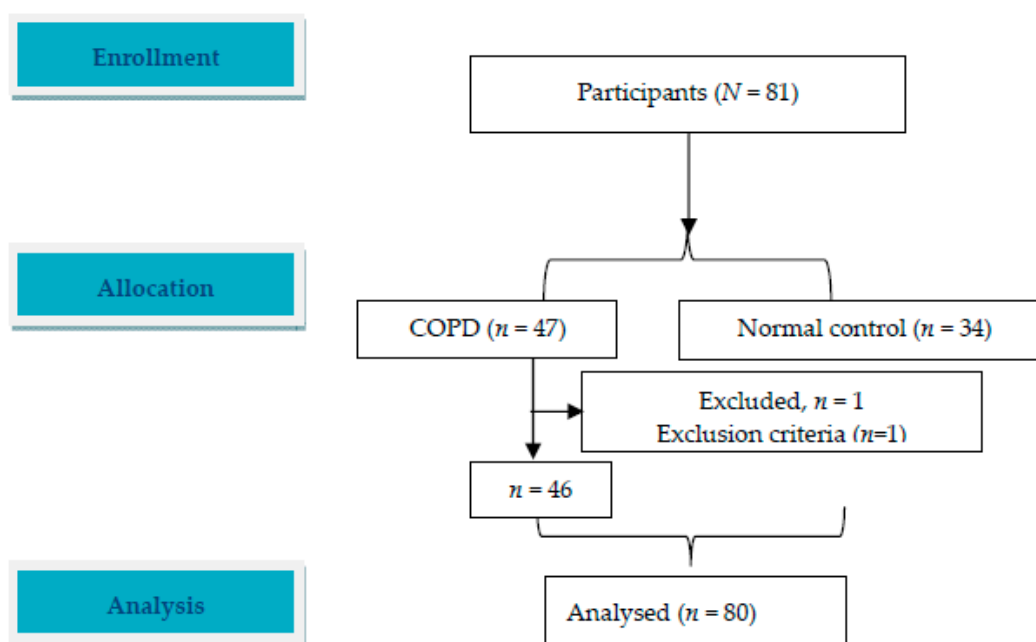 Enrollment
Participants (N = 81)
Allocation
COPD (n = 47)
Normal control (n = 34)
Excluded, n = 1
Exclusion criteria (n=1)
n = 46
Analysis
Analysed (n = 80)